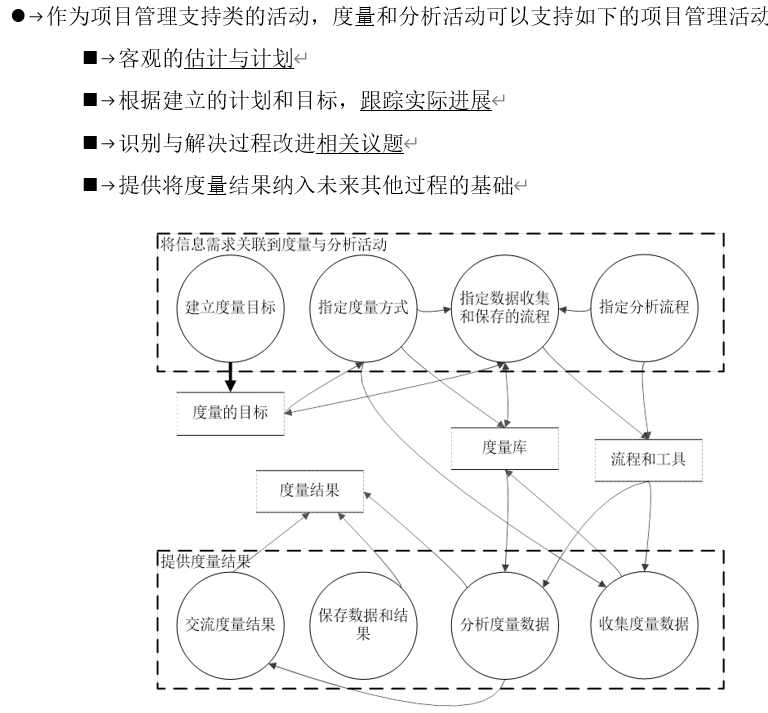 ●→作为项目管理支持类的活动，度量和分析活动可以支持如下的项目管理活动
■→客观的估计与计划↵
■→根据建立的计划和目标，跟踪实际进展↵
■→识别与解决过程改进相关议题↵
■→提供将度量结果纳入未来其他过程的基础↵
将信息需求关联到度量与分析活动
建立度量目标
指定度量方式
指定数据收集
和保存的流程
指定分析流程
度量的目标
度量库
流程和工具
度量结果
提供度量结果
交流度量结果
保存数据和结
果
分析度量数据
收集度量数据